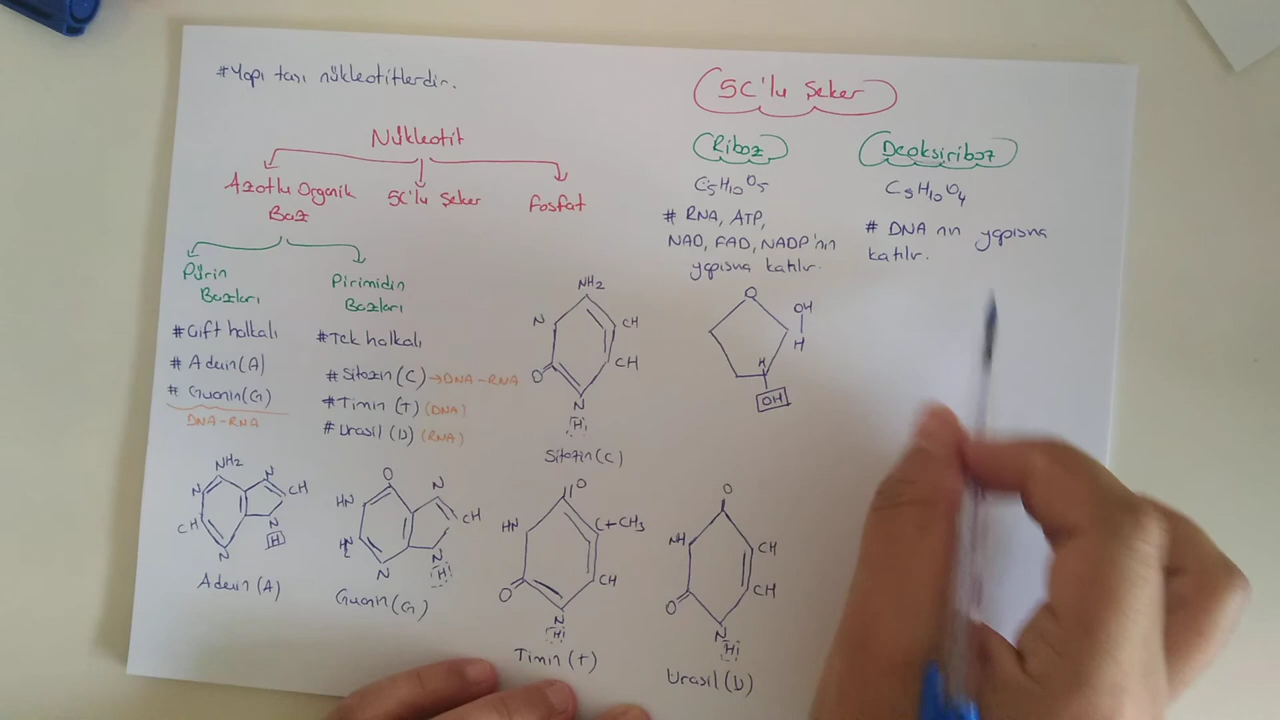 #Yapı taşı nükleotitlerdir.
Nükleotit
Azotlu Organik
Baz
5C'lu Şeker
Fosfat
Pürin
Bazları
Pirimidin
Bazları
#Çift halkalı
# Adenin(A)
# Guanin(G)
DNA-RNA
#Tek halkalı
#Sitozin(C)→DNA-RNA
#Timin (T) (DNA)
#Urasil (U) (RNA)
5C'lu Şeker
Riboz
C5H10O5
# RNA, ATP,
NAD, FAD, NADP'nin
yapısına katılır.
Deoksiriboz
C5H10O4
# DNA nın yapısına
katılır.
NH2
N
CH
CH
O
N
H
Sitozin(C)
O
OH
H
H
OH
NH2
N
N
CH
CH
N
N
H
Adenin(A)
O
HN
N
CH
HN
N
N
H
Guanin(G)
O
HN
C+CH3
CH
O
N
H
Timin(T)
O
NH
CH
CH
O
N
H
Urasil(U)